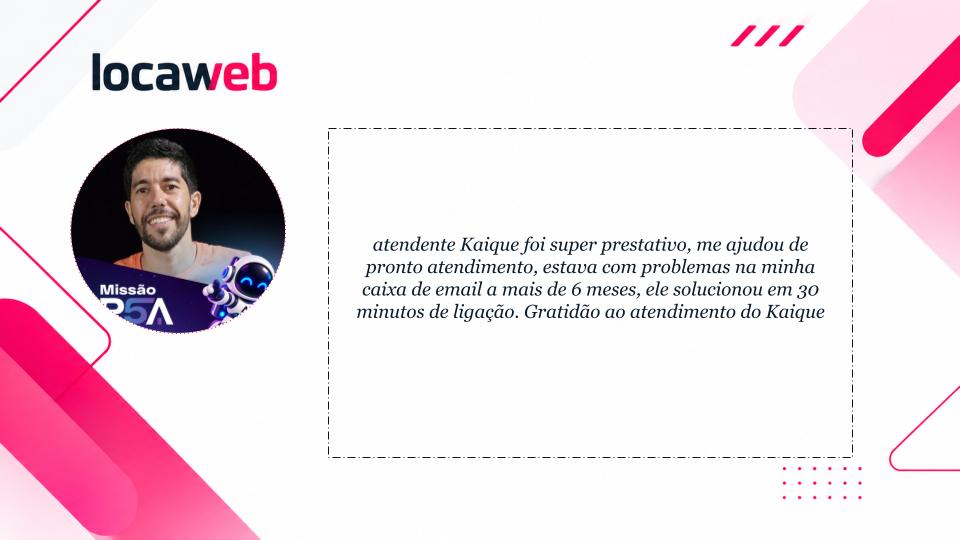 locaweb
Missão
atendente Kaique foi super prestativo, me ajudou de
pronto atendimento, estava com problemas na minha
caixa de email a mais de 6 meses, ele solucionou em 30
minutos de ligação. Gratidão ao atendimento do Kaique